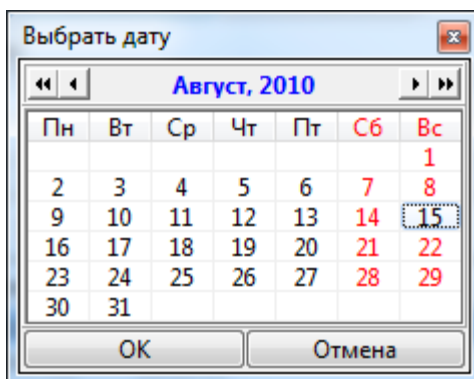 Выбрать дату
Август, 2010
Пн Вт Ср Чт Пт Сб Вс
1
2 3 4 5 6 7 8
9 10 11 12 13 14 15
16 17 18 19 20 21 22
23 24 25 26 27 28 29
30 31
ОК Отмена